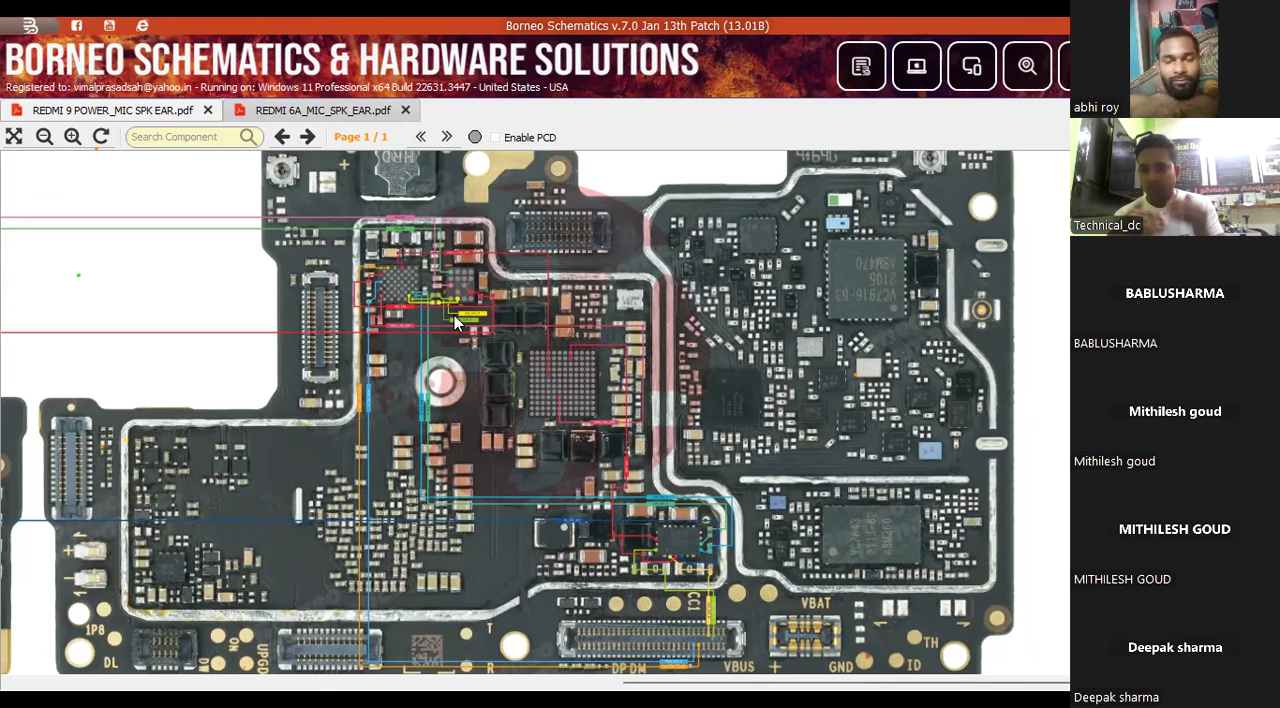 Borneo Schematics v.7.0 Jan 13th Patch (13.01B)
BORNEO SCHEMATICS & HARDWARE SOLUTIONS
Registered to: vimalprasadsah@yahoo.in - Running on: Windows 11 Professional x64 Build 22631.3447 - United States - USA
REDMI 9 POWER_MIC SPK EAR.pdf
REDMI 6A_MIC_SPK_EAR.pdf
Search Component
Page 1 / 1
Enable PCD
abhi roy
Technical_dc
BABLUSHARMA
BABLUSHARMA
Mithilesh goud
Mithilesh goud
MITHILESH GOUD
MITHILESH GOUD
Deepak sharma
Deepak sharma
CC1
VBAT
1P8
DL
ON
UPGD
T
R
DP DM
VBUS
+
GND
ID
TH